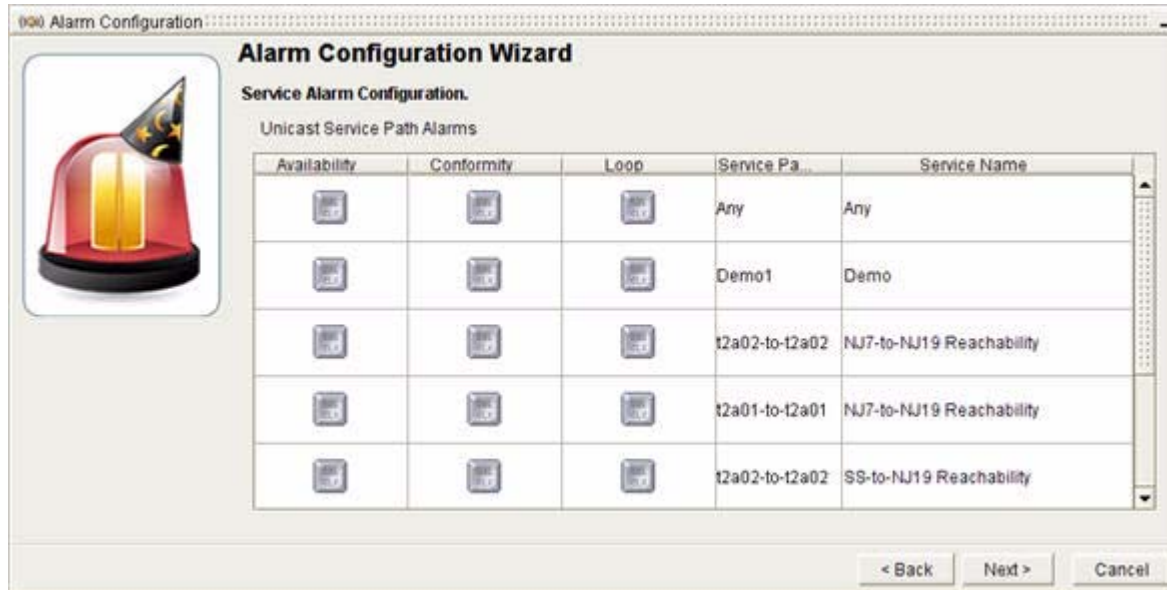 Alarm Configuration
Alarm Configuration Wizard
Service Alarm Configuration.
Unicast Service Path Alarms
Availability Conformity Loop Service Pa... Service Name
Any Any
Demo1 Demo
t2a02-to-t2a02 NJ7-to-NJ19 Reachability
t2a01-to-t2a01 NJ7-to-NJ19 Reachability
t2a02-to-t2a02 SS-to-NJ19 Reachability
< Back Next > Cancel